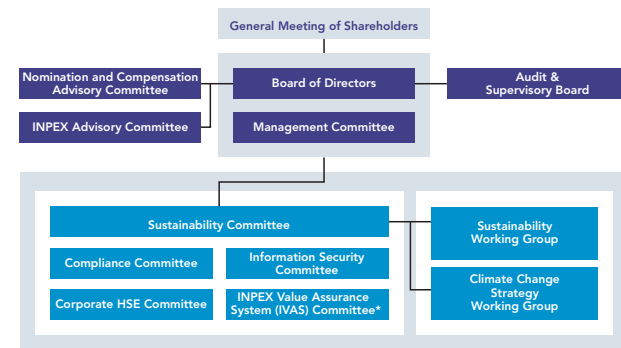 General Meeting of Shareholders
Nomination and Compensation
Advisory Committee
Board of Directors
Audit &
Supervisory Board
INPEX Advisory Committee
Management Committee
Sustainability Committee
Sustainability
Working Group
Compliance Committee
Information Security
Committee
Climate Change
Strategy
Working Group
Corporate HSE Committee
INPEX Value Assurance
System (IVAS) Committee*